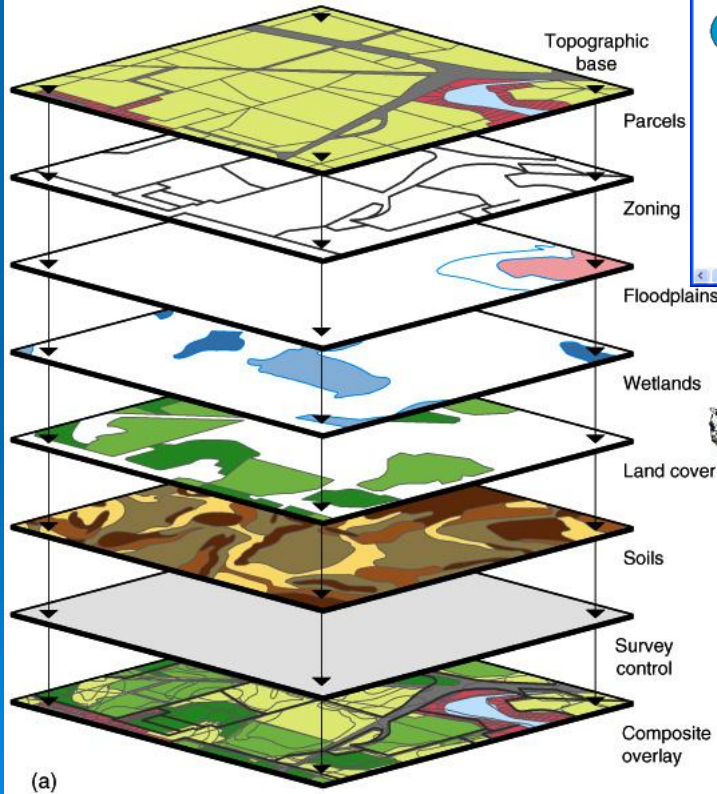 Topographic
base
Parcels
Zoning
Floodplains
Wetlands
Land cover
Soils
Survey
control
Composite
overlay
(a)